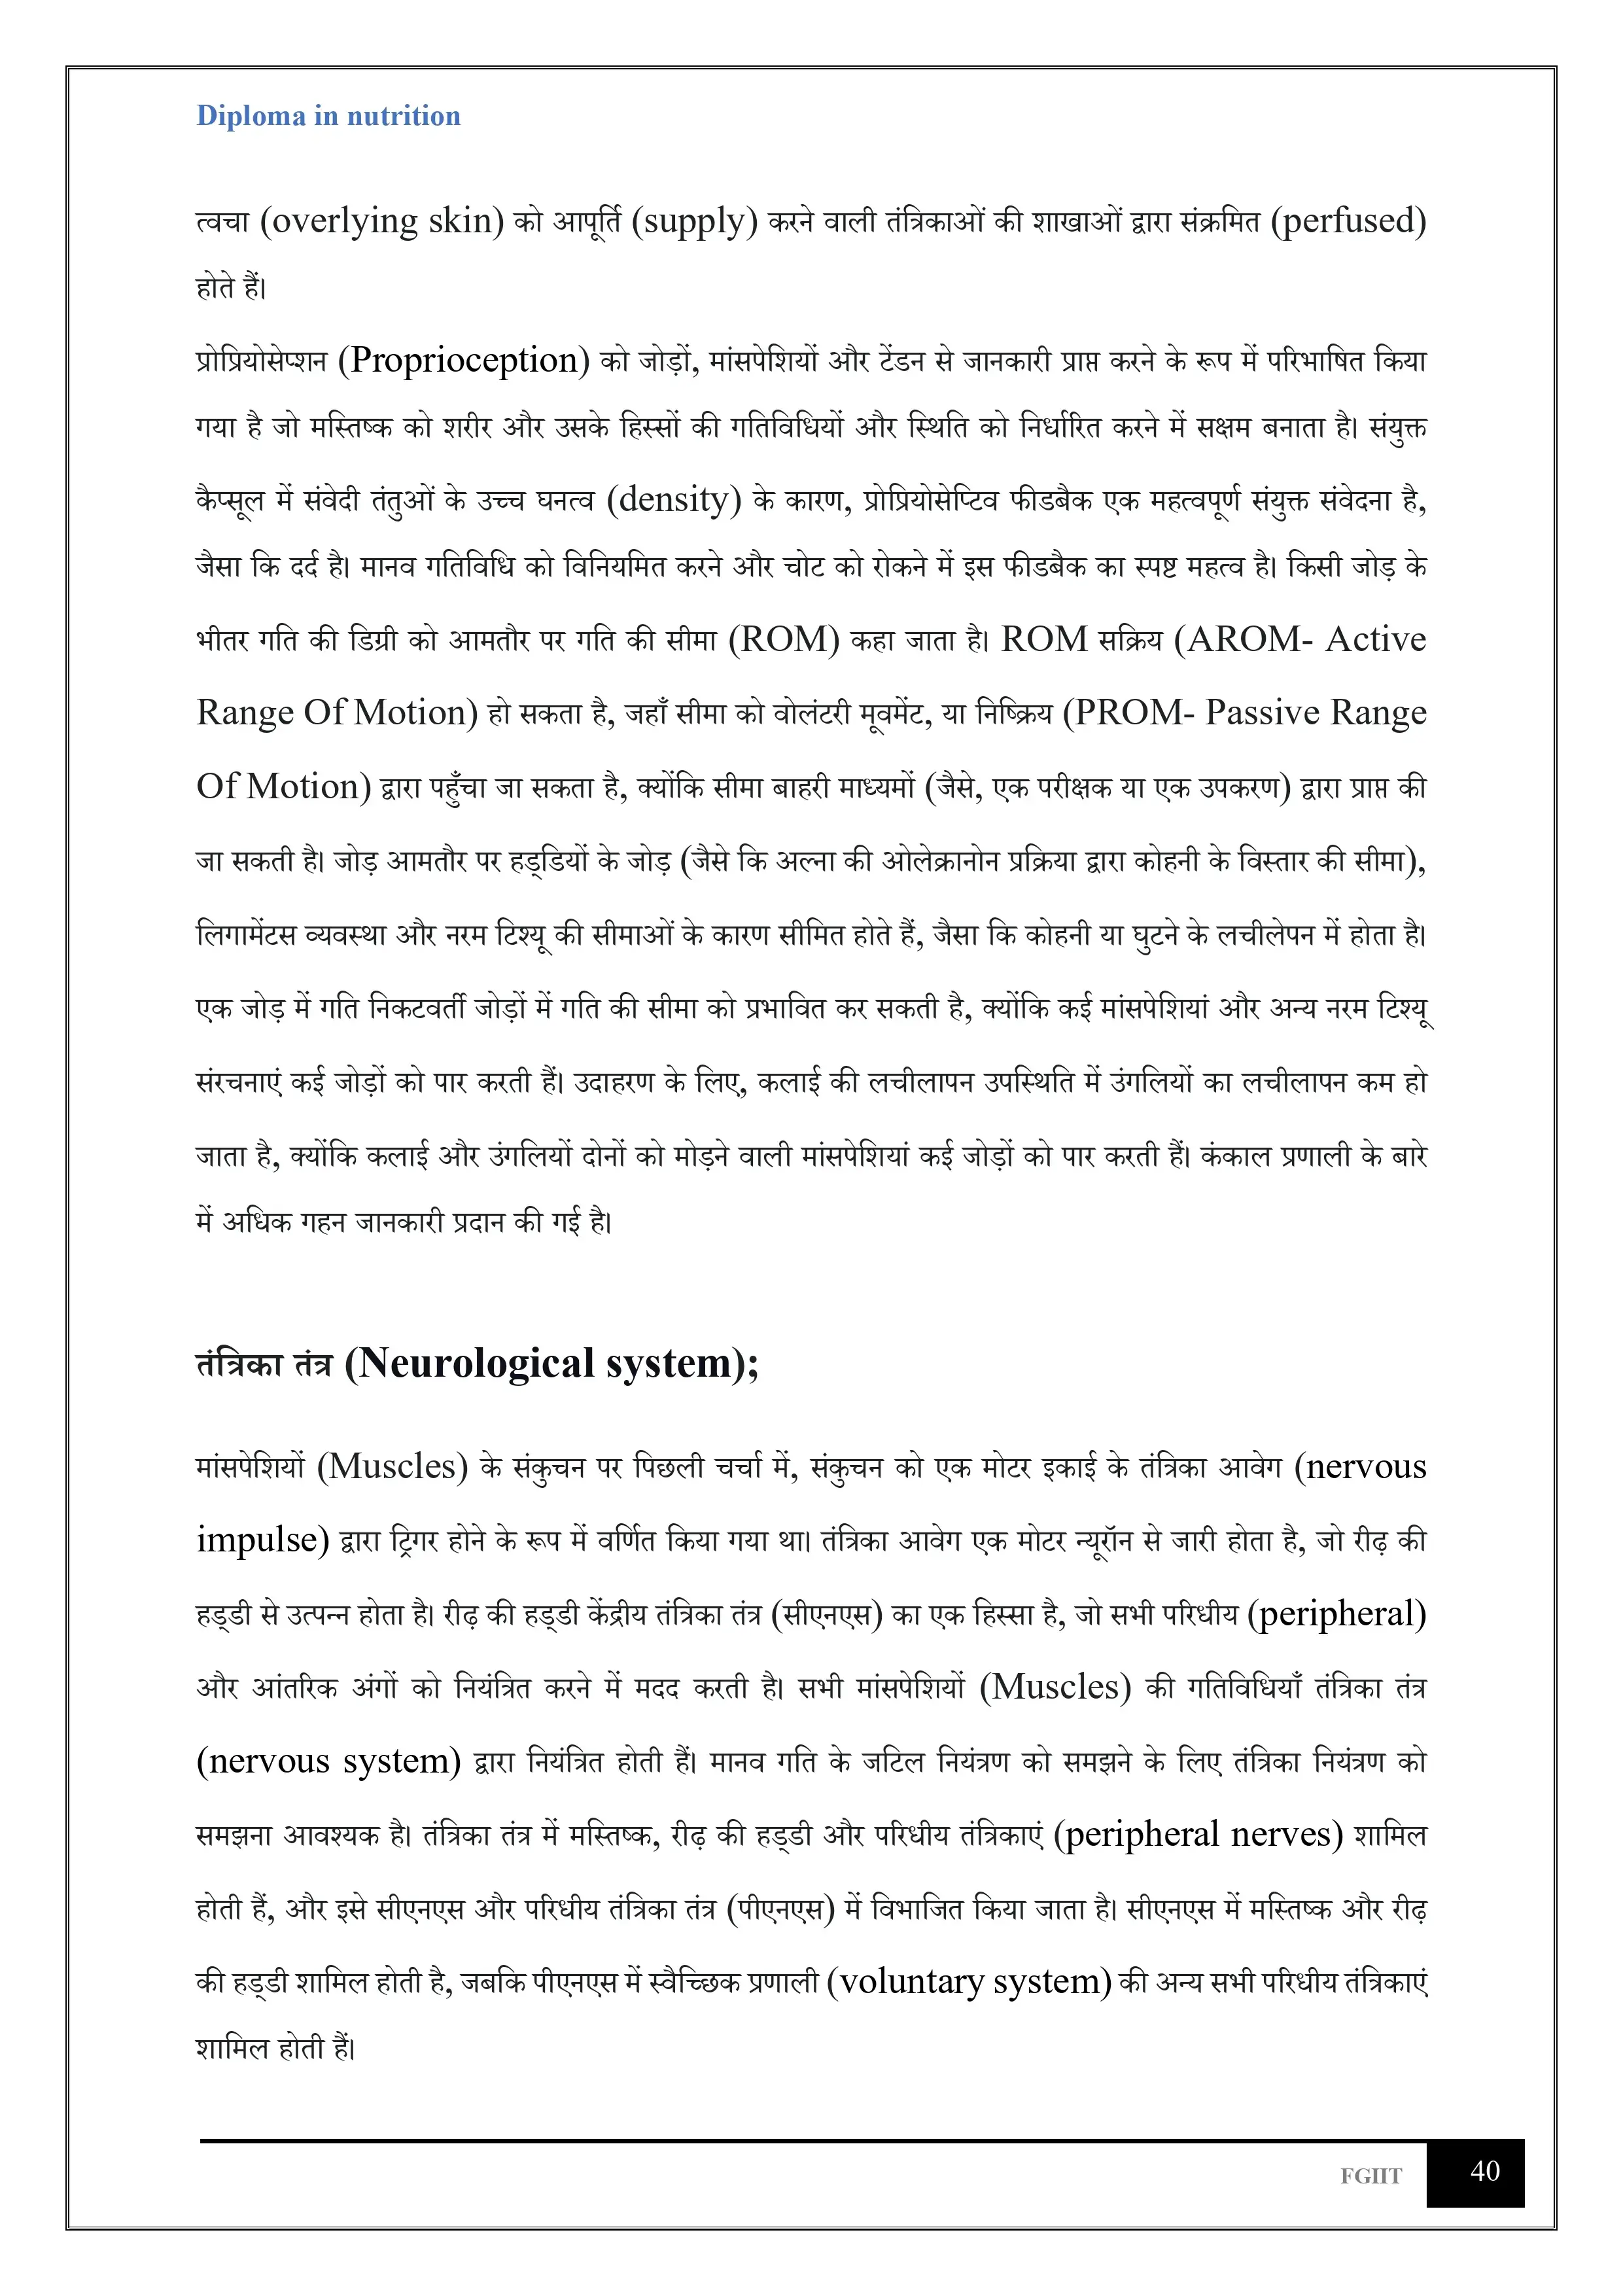 Diploma in nutrition
त्वचा (overlying skin) को आपूर्ति (supply) करने वाली तंत्रिकाओं की शाखाओं द्वारा संक्रमित (perfused)
होते हैं।
प्रोप्रियोसेप्शन (Proprioception) को जोड़ों, मांसपेशियों और टेंडन से जानकारी प्राप्त करने के रूप में परिभाषित किया
गया है जो मस्तिष्क को शरीर और उसके हिस्सों की गतिविधियों और स्थिति को निर्धारित करने में सक्षम बनाता है। संयुक्त
कैप्सूल में संवेदी तंतुओं के उच्च घनत्व (density) के कारण, प्रोप्रियोसेप्टिव फीडबैक एक महत्वपूर्ण संयुक्त संवेदना है,
जैसा कि दर्द है। मानव गतिविधि को विनियमित करने और चोट को रोकने में इस फीडबैक का स्पष्ट महत्व है। किसी जोड़ के
भीतर गति की डिग्री को आमतौर पर गति की सीमा (ROM) कहा जाता है। ROM सक्रिय (AROM- Active
Range Of Motion) हो सकता है, जहाँ सीमा को वोलंटरी मूवमेंट, या निष्क्रिय (PROM- Passive Range
Of Motion) द्वारा पहुँचा जा सकता है, क्योंकि सीमा बाहरी माध्यमों (जैसे, एक परीक्षक या एक उपकरण) द्वारा प्राप्त की
जा सकती है। जोड़ आमतौर पर हड्डियों के जोड़ (जैसे कि अल्ना की ओलेक्रानोन प्रक्रिया द्वारा कोहनी के विस्तार की सीमा),
लिगामेंटस व्यवस्था और नरम टिश्यू की सीमाओं के कारण सीमित होते हैं, जैसा कि कोहनी या घुटने के लचीलेपन में होता है।
एक जोड़ में गति निकटवर्ती जोड़ों में गति की सीमा को प्रभावित कर सकती है, क्योंकि कई मांसपेशियां और अन्य नरम टिश्यू
संरचनाएं कई जोड़ों को पार करती हैं। उदाहरण के लिए, कलाई की लचीलापन उपस्थिति में उंगलियों का लचीलापन कम हो
जाता है, क्योंकि कलाई और उंगलियों दोनों को मोड़ने वाली मांसपेशियां कई जोड़ों को पार करती हैं। कंकाल प्रणाली के बारे
में अधिक गहन जानकारी प्रदान की गई है।
तंत्रिका तंत्र (Neurological system);
मांसपेशियों (Muscles) के संकुचन पर पिछली चर्चा में, संकुचन को एक मोटर इकाई के तंत्रिका आवेग (nervous
impulse) द्वारा ट्रिगर होने के रूप में वर्णित किया गया था। तंत्रिका आवेग एक मोटर न्यूरॉन से जारी होता है, जो रीढ़ की
हड्डी से उत्पन्न होता है। रीढ़ की हड्डी केंद्रीय तंत्रिका तंत्र (सीएनएस) का एक हिस्सा है, जो सभी परिधीय (peripheral)
और आंतरिक अंगों को नियंत्रित करने में मदद करती है। सभी मांसपेशियों (Muscles) की गतिविधियाँ तंत्रिका तंत्र
(nervous system) द्वारा नियंत्रित होती हैं। मानव गति के जटिल नियंत्रण को समझने के लिए तंत्रिका नियंत्रण को
समझना आवश्यक है। तंत्रिका तंत्र में मस्तिष्क, रीढ़ की हड्डी और परिधीय तंत्रिकाएं (peripheral nerves) शामिल
होती हैं, और इसे सीएनएस और परिधीय तंत्रिका तंत्र (पीएनएस) में विभाजित किया जाता है। सीएनएस में मस्तिष्क और रीढ़
की हड्डी शामिल होती है, जबकि पीएनएस में स्वैच्छिक प्रणाली (voluntary system) की अन्य सभी परिधीय तंत्रिकाएं
शामिल होती हैं।
FGIIT 40